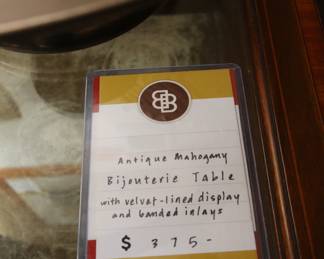 Antique Mahogany
Bijouterie Table
with velvet-lined display
and banded inlays
$ 375-